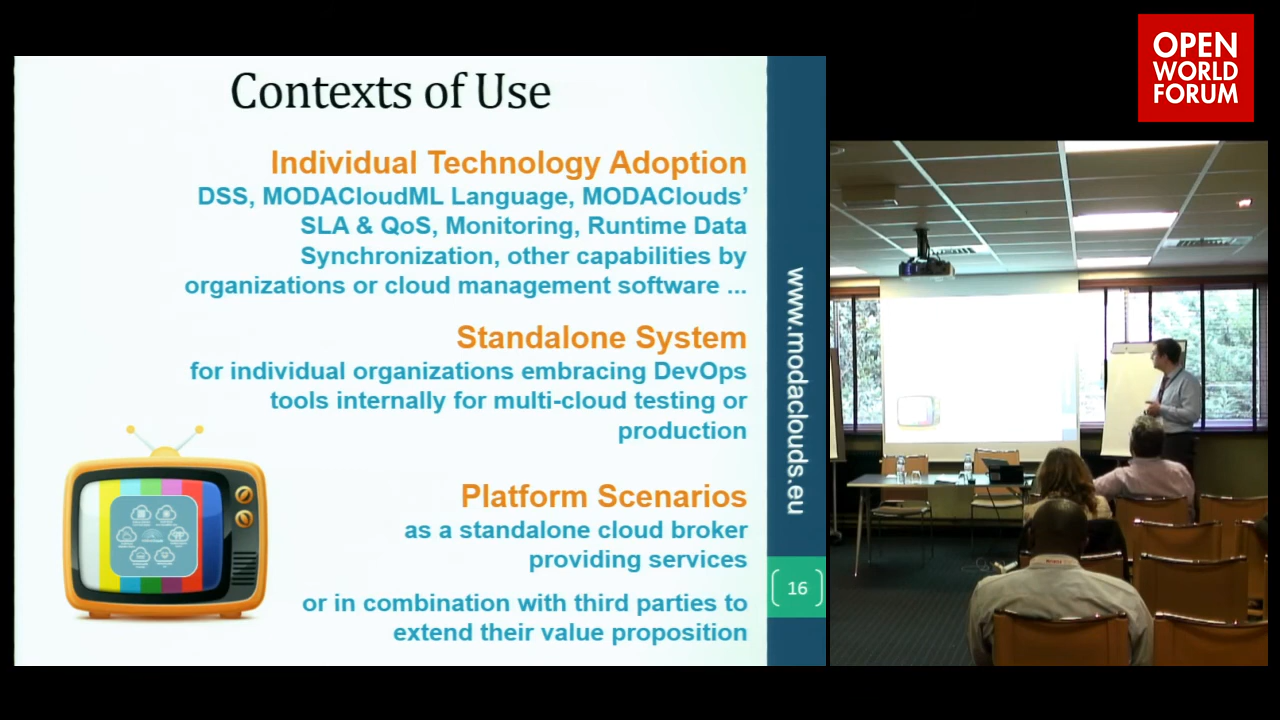 OPEN
WORLD
FORUM
Contexts of Use
Individual Technology Adoption
DSS, MODACloudML Language, MODAClouds’
SLA & QoS, Monitoring, Runtime Data
Synchronization, other capabilities by
organizations or cloud management software ...
Standalone System
for individual organizations embracing DevOps
tools internally for multi-cloud testing or
production
Platform Scenarios
as a standalone cloud broker
providing services
or in combination with third parties to
extend their value proposition
www.modaclouds.eu
16